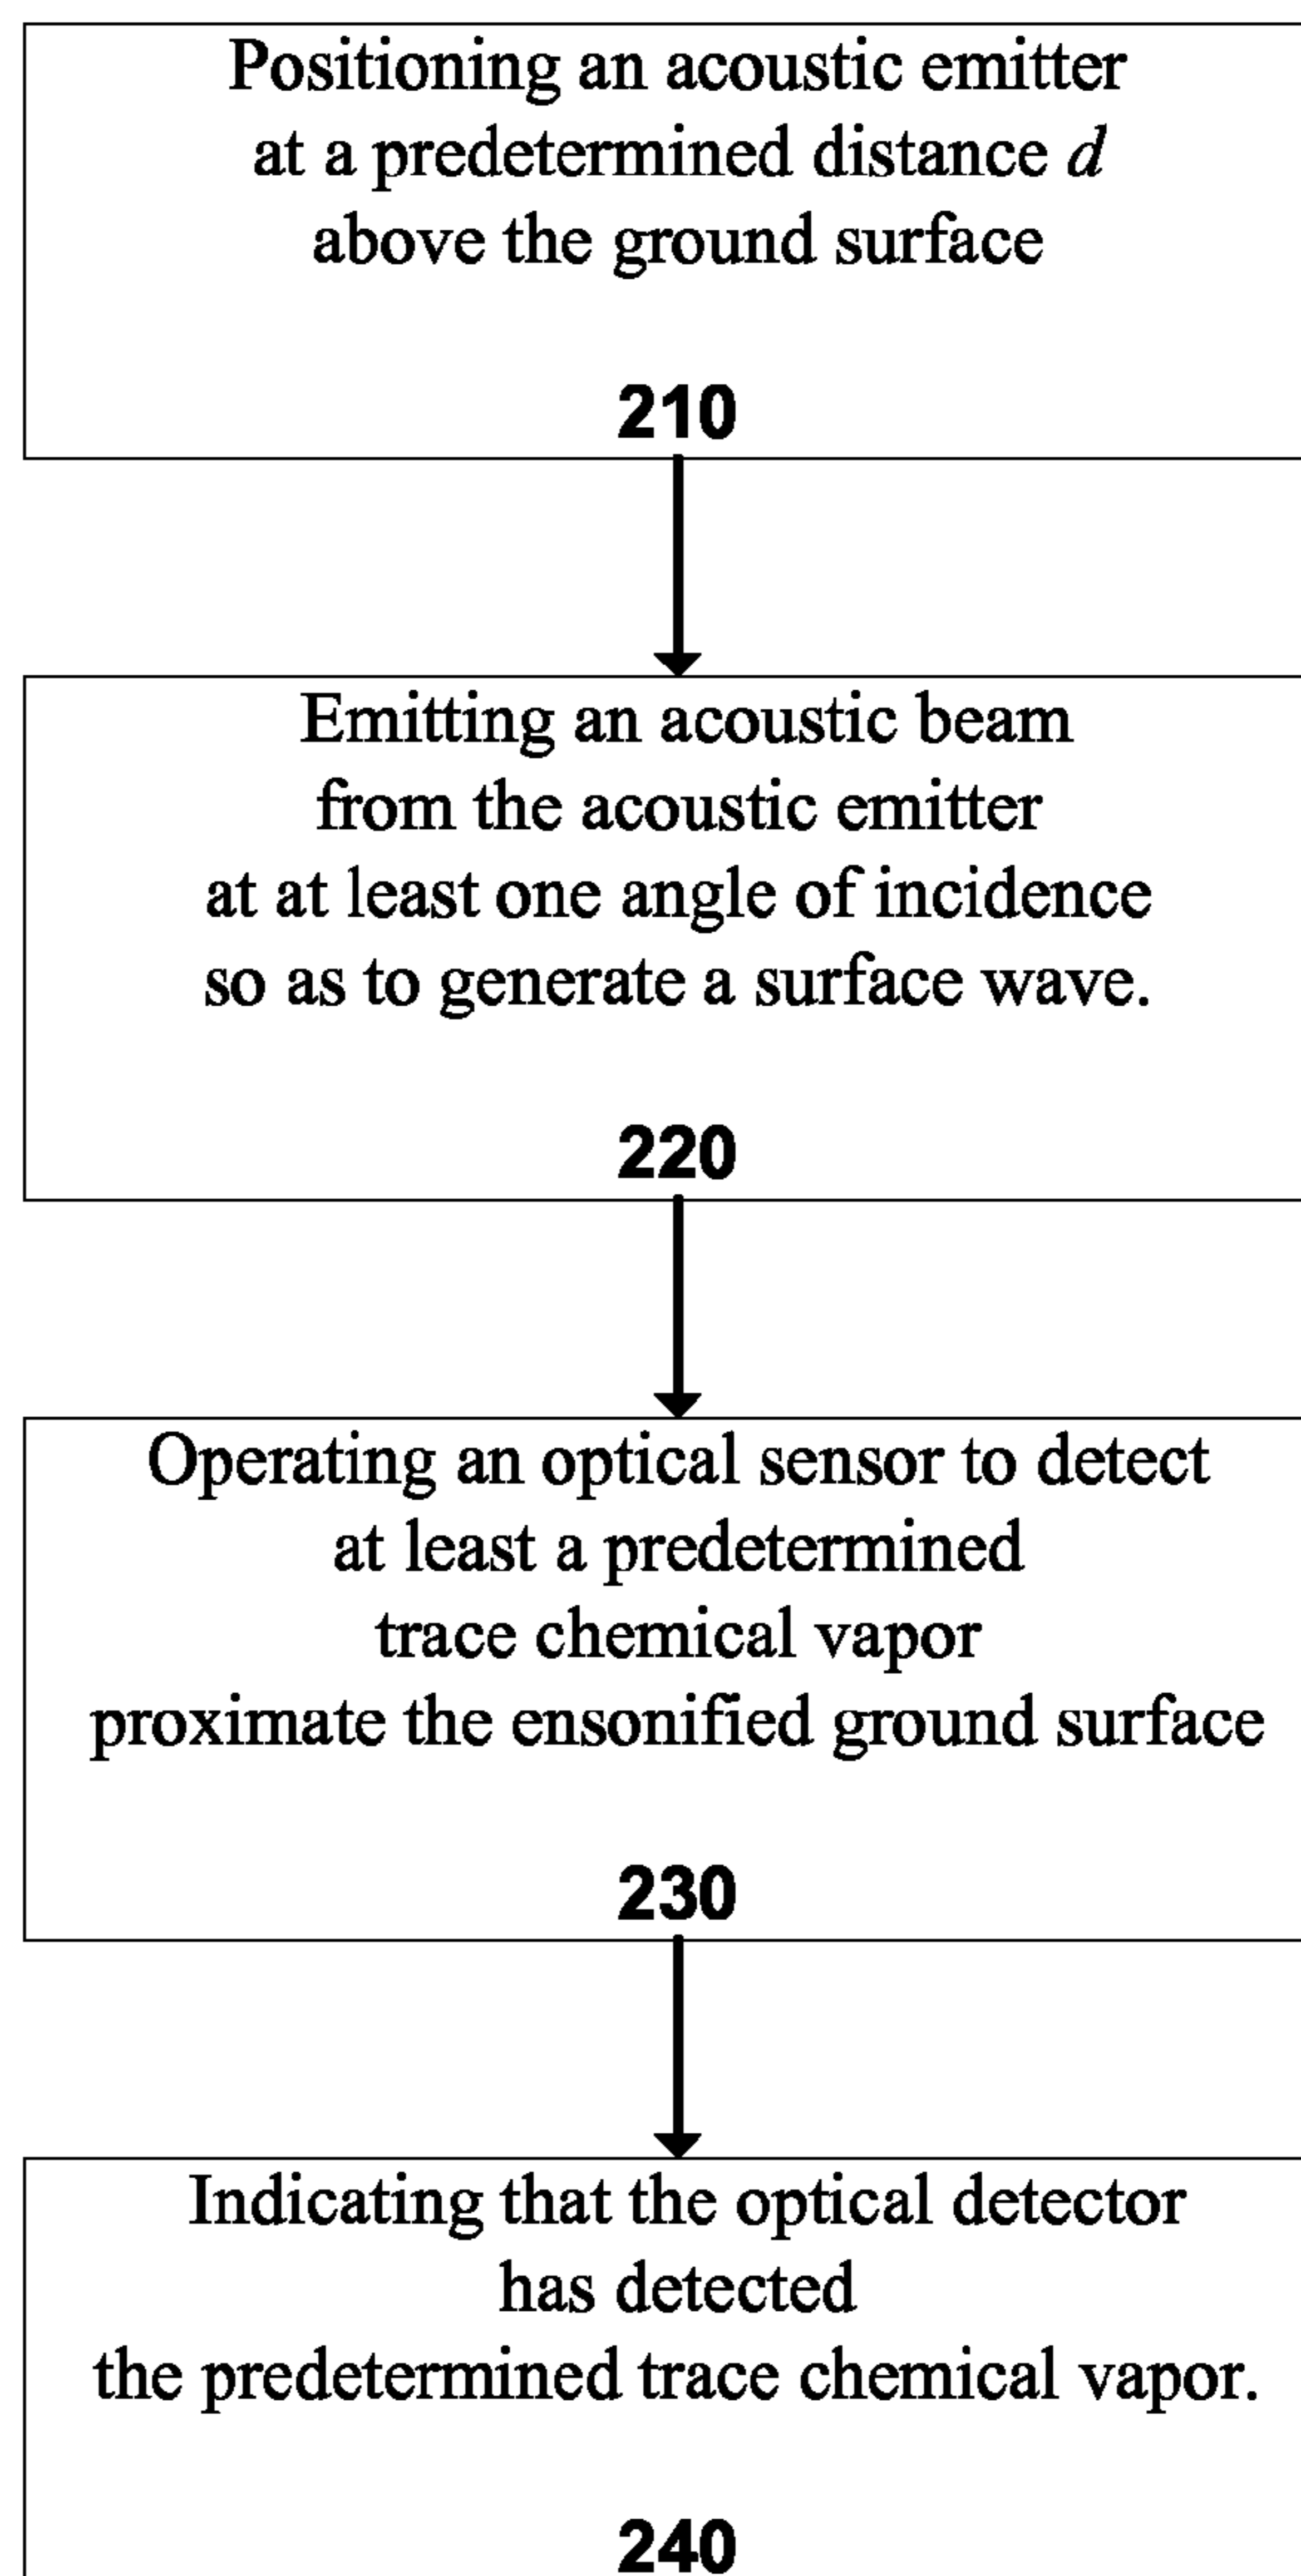 Positioning an acoustic emitter
at a predetermined distance d
above the ground surface
210
Emitting an acoustic beam
from the acoustic emitter
at at least one angle of incidence
so as to generate a surface wave.
220
Operating an optical sensor to detect
at least a predetermined
trace chemical vapor
proximate the ensonified ground surface
230
Indicating that the optical detector
has detected
the predetermined trace chemical vapor.
240